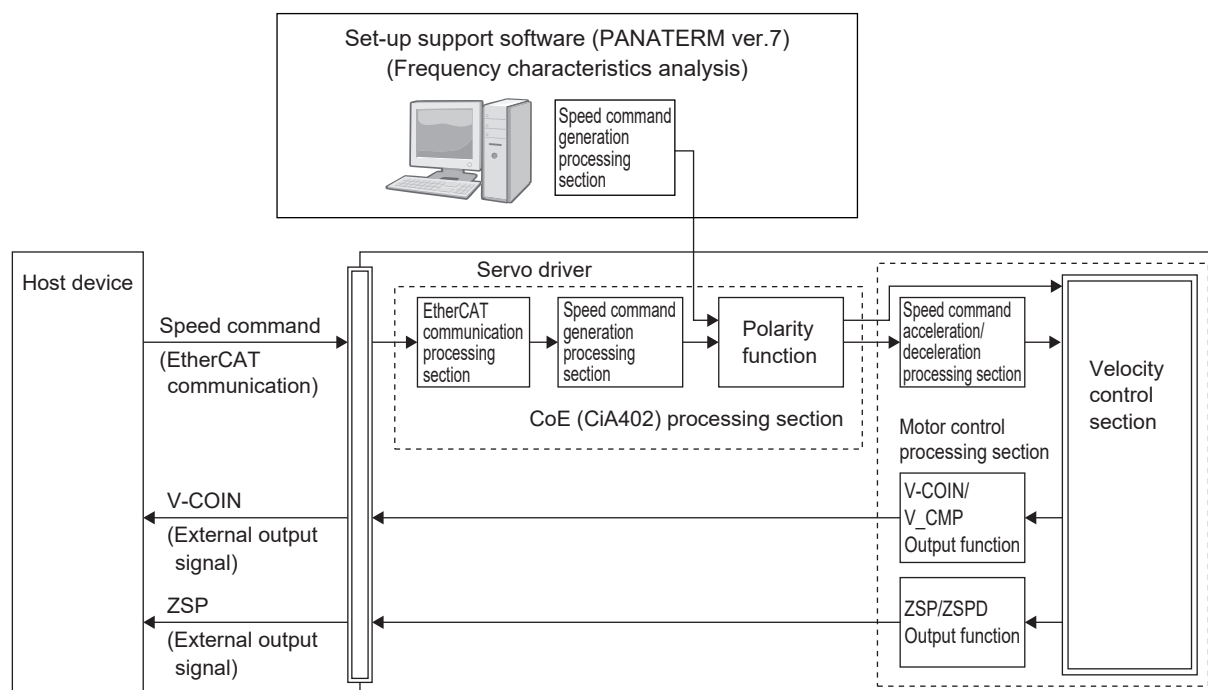 Set-up support software (PANATERM ver.7)
(Frequency characteristics analysis)
Speed command
generation
processing
section
Host device
Speed command
(EtherCAT
communication)
Servo driver
EtherCAT
communication
processing
section
Speed command
generation
processing
section
Polarity
function
CoE (CiA402) processing section
Speed command
acceleration/
deceleration
processing section
Velocity
control
section
Motor control
processing section
V-COIN
(External output
signal)
V-COIN/
V_CMP
Output function
ZSP
(External output
signal)
ZSP/ZSPD
Output function